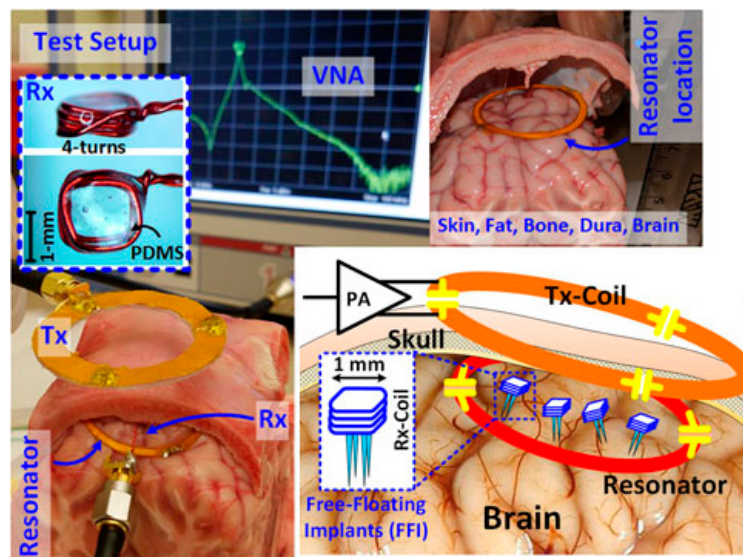 Test Setup
VNA
Rx
4-turns
1-mm
PDMS
Resonator
location
Skin, Fat, Bone, Dura, Brain
Tx
Rx
Resonator
PA
Tx-Coil
Skull
1 mm
Rx-Coil
Free-Floating
Implants (FFI)
Resonator
Brain